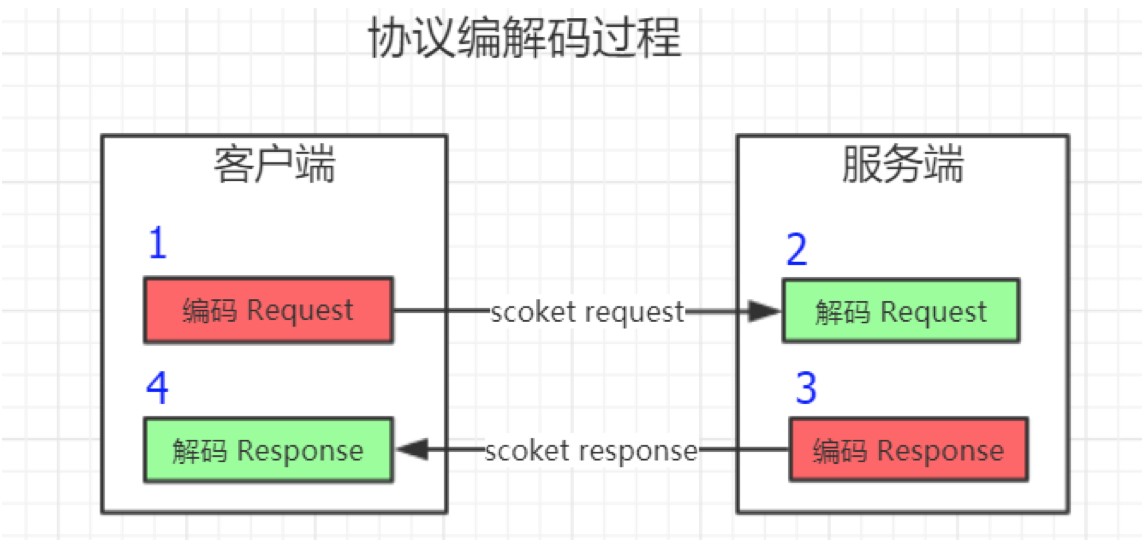 协议编解码过程
客户端
服务端
1
2
编码 Request
scoket request
解码 Request
4
3
解码 Response
scoket response
编码 Response